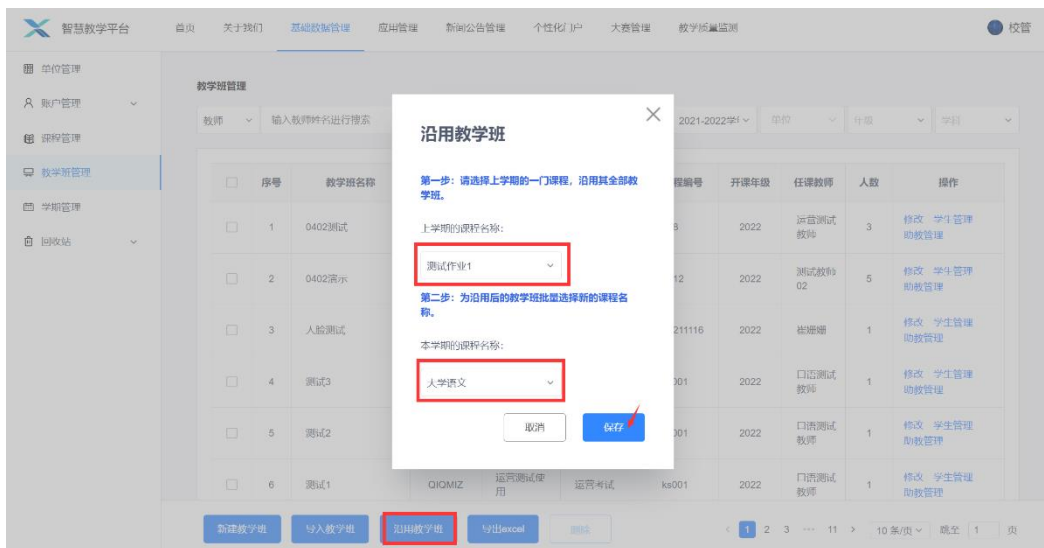 智慧教学平台 首页 关于我们 基础数据管理 应用管理 新闻公告管理 个性化门户 大赛管理 教学质量监测 校管
单位管理
账户管理
课程管理
教学班管理
学期管理
回收站
教学班管理
教师 输入教师姓名进行搜索 2021-2022学 单位 年级 学科
序号 教学班名称 程编号 开课年级 任课教师 人数 操作
1 0402测试 8 2022 运营测试教师 3 修改 学生管理 助教管理
2 0402演示 12 2022 测试教师02 5 修改 学生管理 助教管理
3 人脸测试 211116 2022 崔姗姗 1 修改 学生管理 助教管理
4 测试3 001 2022 口语测试教师 1 修改 学生管理 助教管理
5 测试2 001 2022 口语测试教师 1 修改 学生管理 助教管理
6 测试1 QIQMIZ 运营测试使用 运营考试 ks001 2022 口语测试教师 1 修改 学生管理 助教管理
沿用教学班
第一步：请选择上学期的一门课程，沿用其全部教
学班。
上学期的课程名称：
测试作业1
第二步：为沿用后的教学班批量选择新的课程名
称。
本学期的课程名称：
大学语文
取消 保存
新建教学班 导入教学班 沿用教学班 导出excel 删除 1 2 3 ··· 11 10 条/页 跳至 1 页